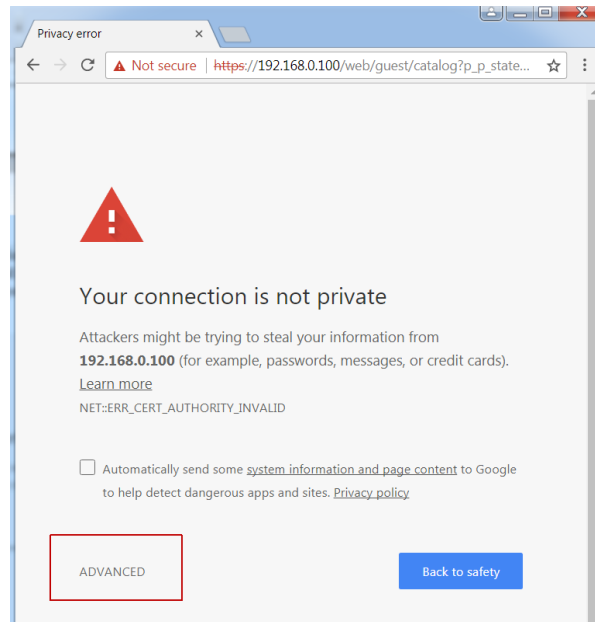 Privacy error
Not secure | https://192.168.0.100/web/guest/catalog?p_p_state...
Your connection is not private
Attackers might be trying to steal your information from
192.168.0.100 (for example, passwords, messages, or credit cards).
Learn more
NET::ERR_CERT_AUTHORITY_INVALID
Automatically send some system information and page content to Google
to help detect dangerous apps and sites. Privacy policy
ADVANCED
Back to safety